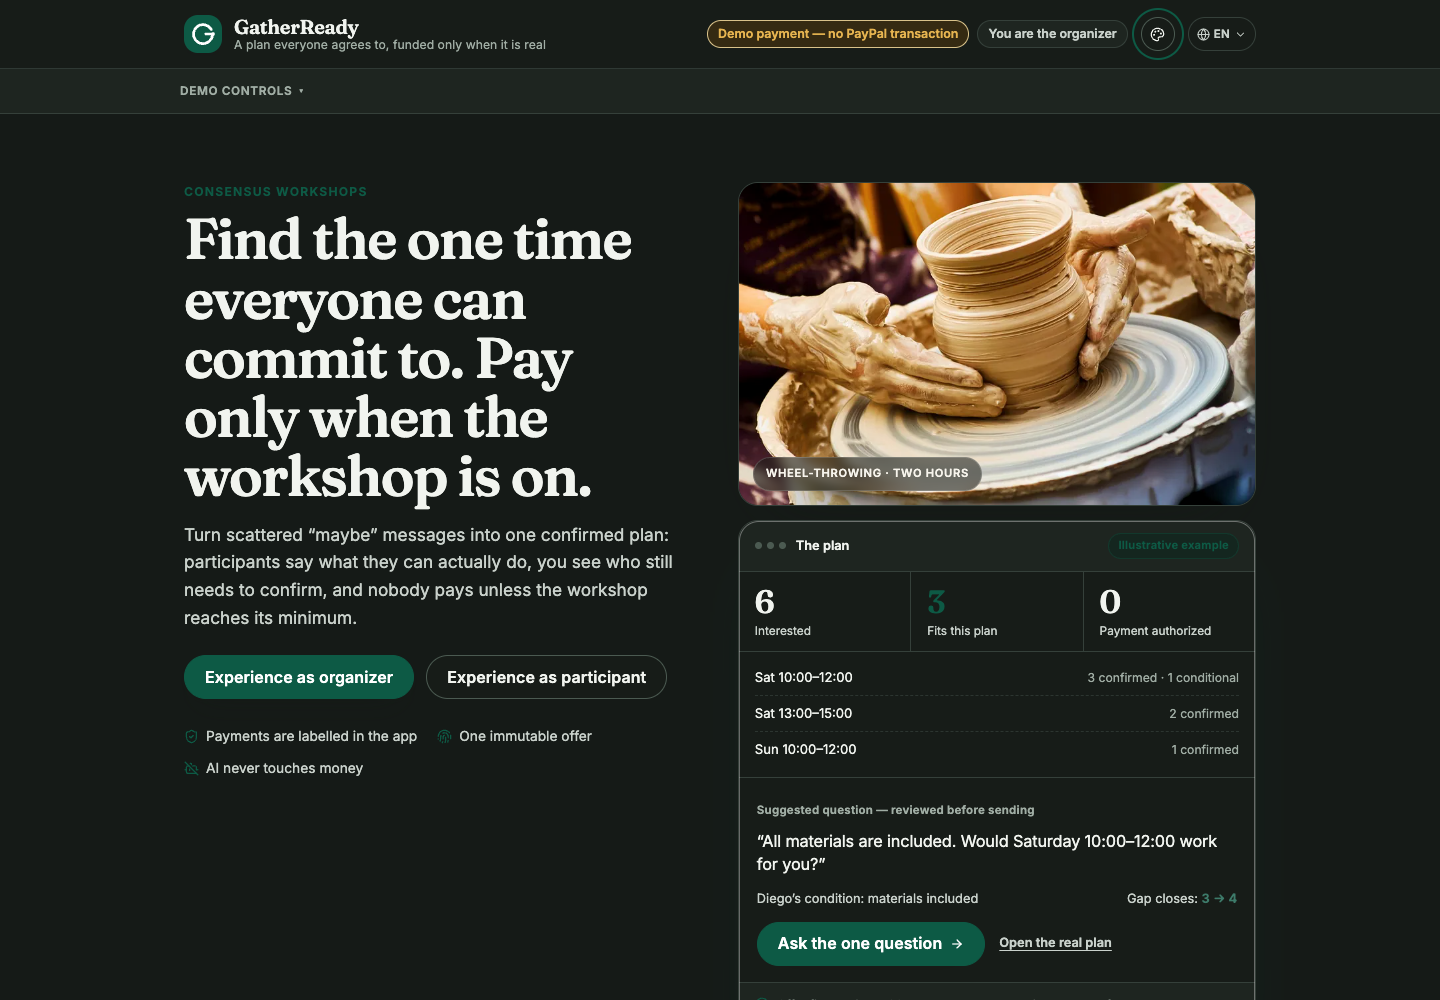 GatherReady
A plan everyone agrees to, funded only when it is real
Demo payment — no PayPal transaction
You are the organizer
EN
DEMO CONTROLS
CONSENSUS WORKSHOPS
Find the one time
everyone can
commit to. Pay
only when the
workshop is on.
Turn scattered “maybe” messages into one confirmed plan:
participants say what they can actually do, you see who still
needs to confirm, and nobody pays unless the workshop
reaches its minimum.
Experience as organizer
Experience as participant
Payments are labelled in the app
One immutable offer
AI never touches money
WHEEL-THROWING · TWO HOURS
The plan
Illustrative example
6
Interested
3
Fits this plan
0
Payment authorized
Sat 10:00–12:00
3 confirmed · 1 conditional
Sat 13:00–15:00
2 confirmed
Sun 10:00–12:00
1 confirmed
Suggested question — reviewed before sending
“All materials are included. Would Saturday 10:00–12:00 work
for you?”
Diego’s condition: materials included
Gap closes: 3 → 4
Ask the one question →
Open the real plan